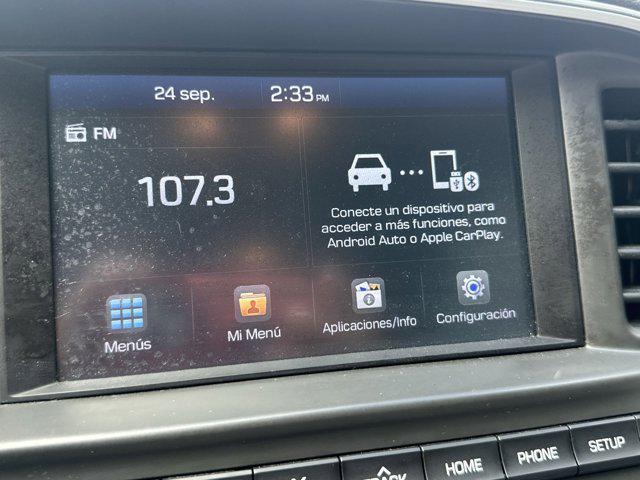 24 sep. 2:33 PM
FM
107.3
Conecte un dispositivo para
acceder a más funciones, como
Android Auto o Apple CarPlay.
Menús Mi Menú Aplicaciones/Info Configuración
TRACK HOME PHONE SETUP